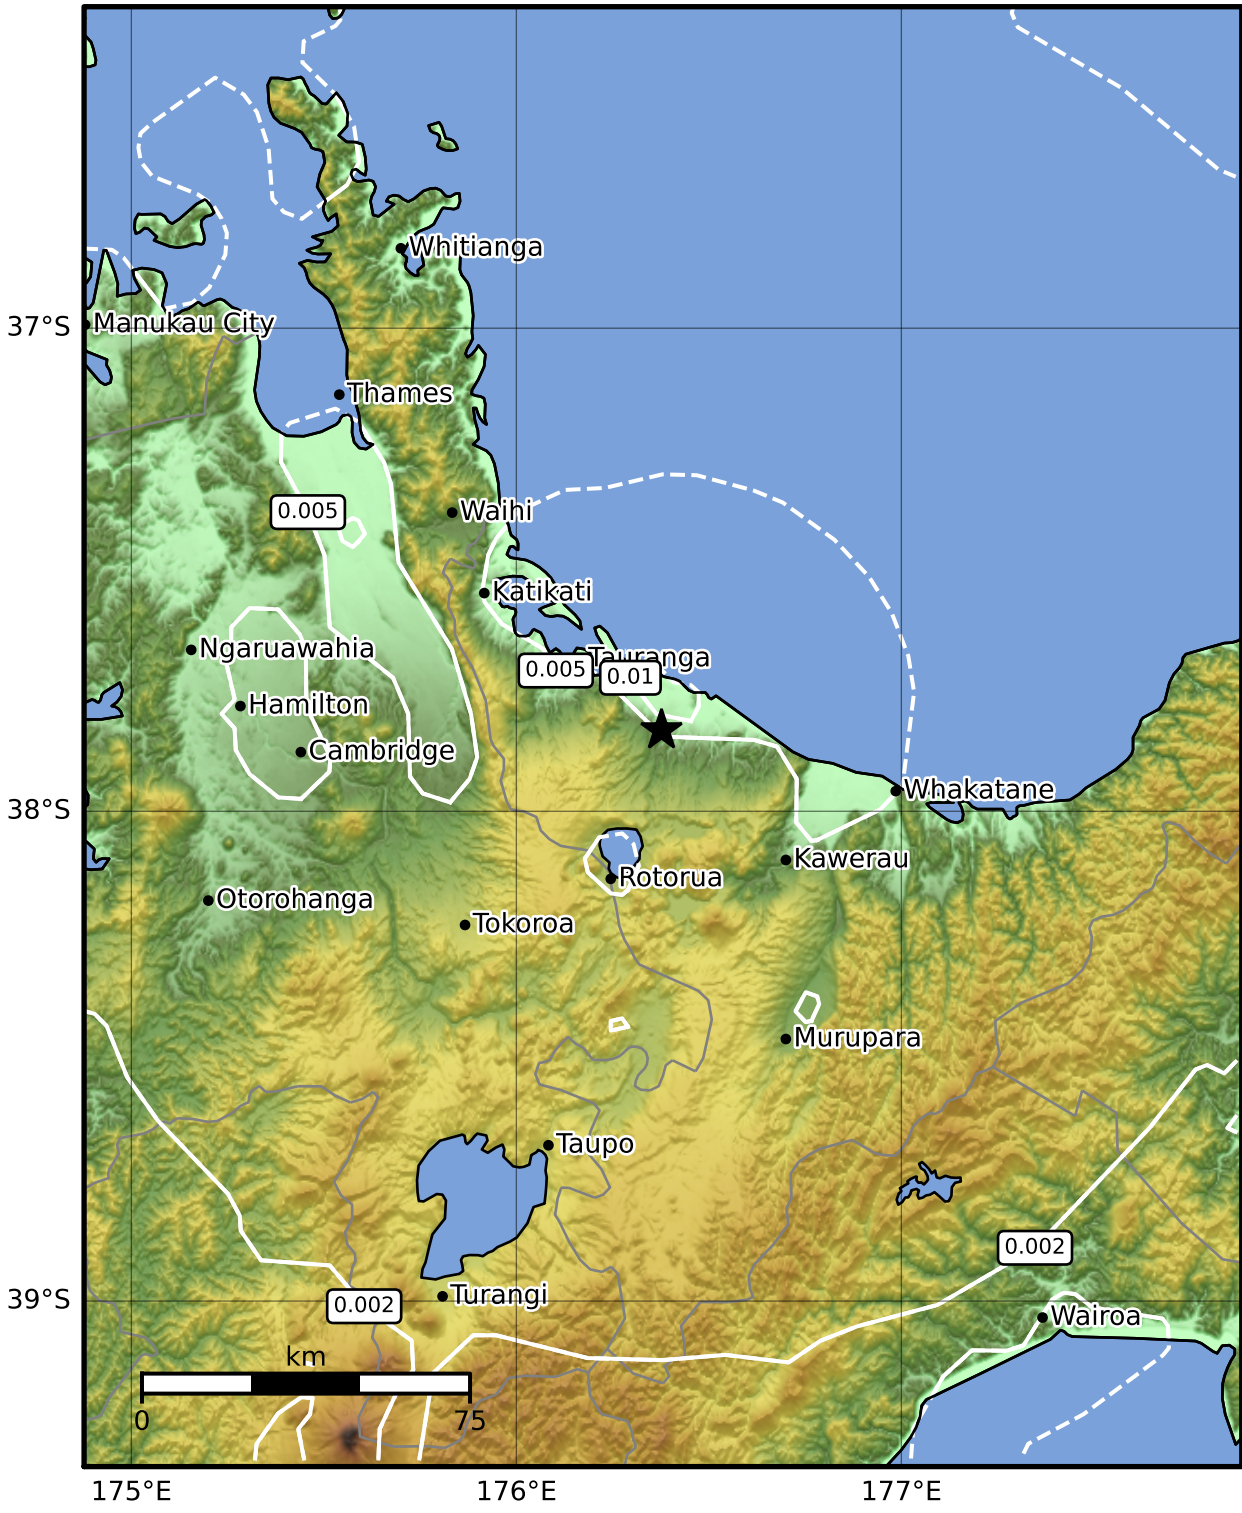 Whitianga
37°S
Manukau City
Thames
0.005
Waihi
Katikati
Ngaruawahia
Tauranga
0.005
0.01
Hamilton
Cambridge
Whakatane
38°S
Kawerau
Rotorua
Otorohanga
Tokoroa
Murupara
Taupo
0.002
39°S
Turangi
0.002
Wairoa
km
0
75
175°E
176°E
177°E